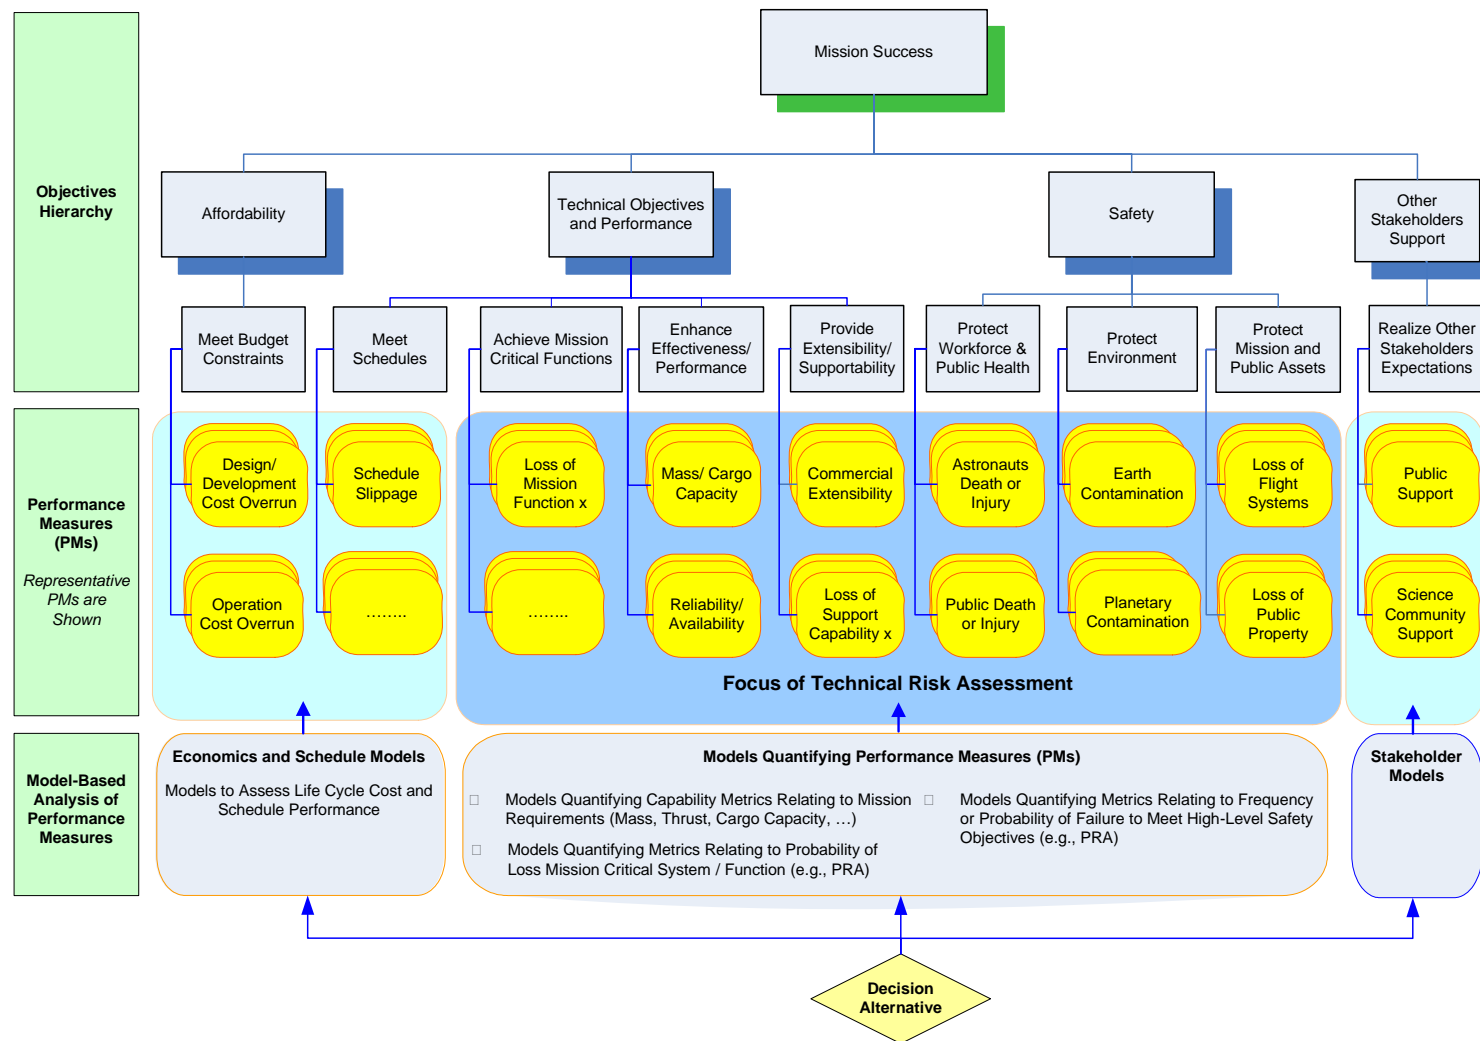 Mission Success
Objectives
Hierarchy
Affordability
Technical Objectives
and Performance
Safety
Other
Stakeholders
Support
Meet Budget
Constraints
Meet
Schedules
Achieve Mission
Critical Functions
Enhance
Effectiveness/
Performance
Provide
Extensibility/
Supportability
Protect
Workforce &
Public Health
Protect
Environment
Protect
Mission and
Public Assets
Realize Other
Stakeholders
Expectations
Performance
Measures
(PMs)
Representative
PMs are
Shown
Design/
Development
Cost Overrun
Schedule
Slippage
Loss of
Mission
Function x
Mass/ Cargo
Capacity
Commercial
Extensibility
Astronauts
Death or
Injury
Earth
Contamination
Loss of
Flight
Systems
Public
Support
Operation
Cost Overrun
........
........
Reliability/
Availability
Loss of
Support
Capability x
Public Death
or Injury
Planetary
Contamination
Loss of
Public
Property
Science
Community
Support
Focus of Technical Risk Assessment
Model-Based
Analysis of
Performance
Measures
Economics and Schedule Models
Models to Assess Life Cycle Cost and
Schedule Performance
Models Quantifying Performance Measures (PMs)
Models Quantifying Capability Metrics Relating to Mission
Requirements (Mass, Thrust, Cargo Capacity, …)
Models Quantifying Metrics Relating to Probability of
Loss Mission Critical System / Function (e.g., PRA)
Models Quantifying Metrics Relating to Frequency
or Probability of Failure to Meet High-Level Safety
Objectives (e.g., PRA)
Stakeholder
Models
Decision
Alternative